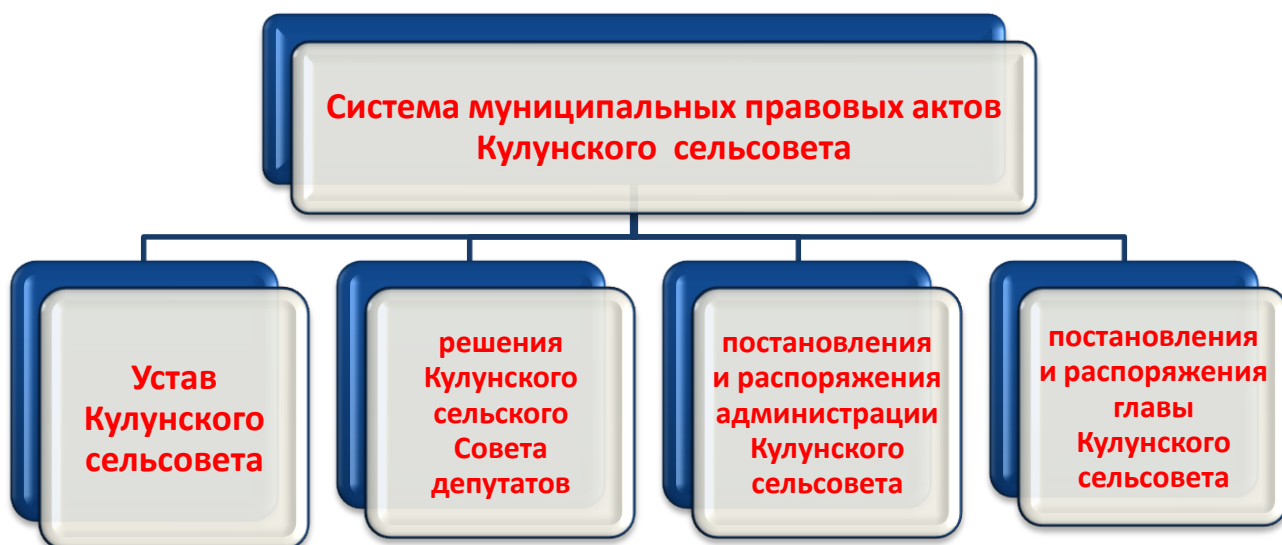 Система муниципальных правовых актов
Кулунского сельсовета
Устав
Кулунского
сельсовета
решения
Кулунского
сельского
Совета
депутатов
постановления
и распоряжения
администрации
Кулунского
сельсовета
постановления
и распоряжения
главы
Кулунского
сельсовета